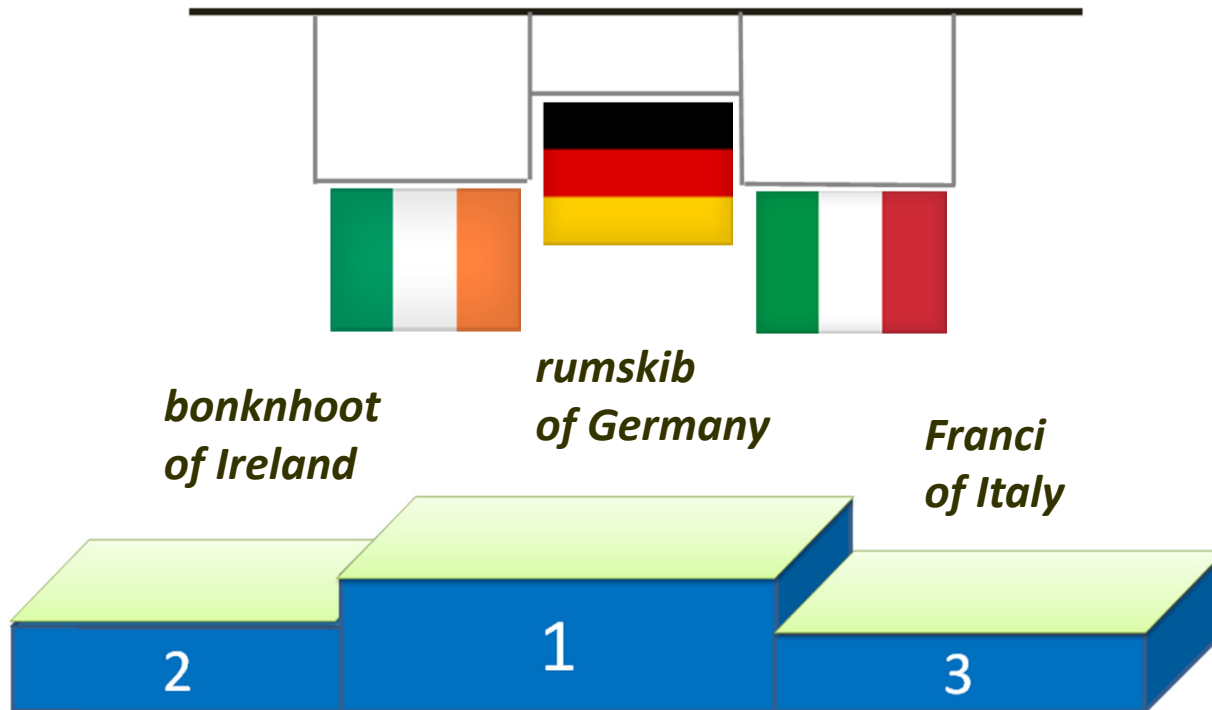 rumskib
of Germany
bonknhoot
of Ireland
Franci
of Italy
2
1
3